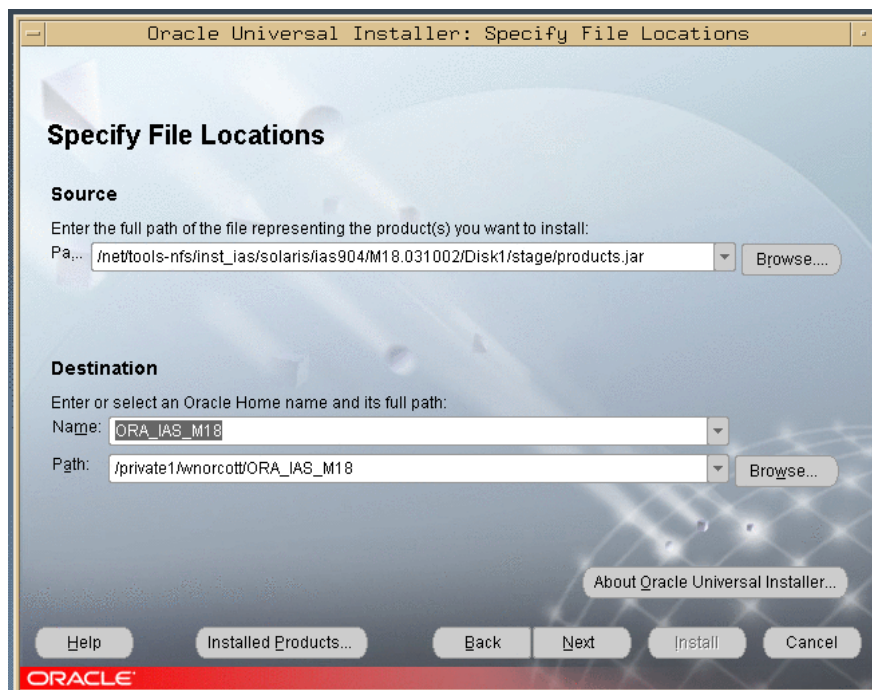 Oracle Universal Installer: Specify File Locations
Specify File Locations
Source
Enter the full path of the file representing the product(s) you want to install:
Pa... /net/tools-nfs/inst_ias/solaris/ias904/M18.031002/Disk1/stage/products.jar Browse....
Destination
Enter or select an Oracle Home name and its full path:
Name: ORA_IAS_M18
Path: /private1/wnorcott/ORA_IAS_M18 Browse...
About Oracle Universal Installer...
Help Installed Products... Back Next Install Cancel
ORACLE